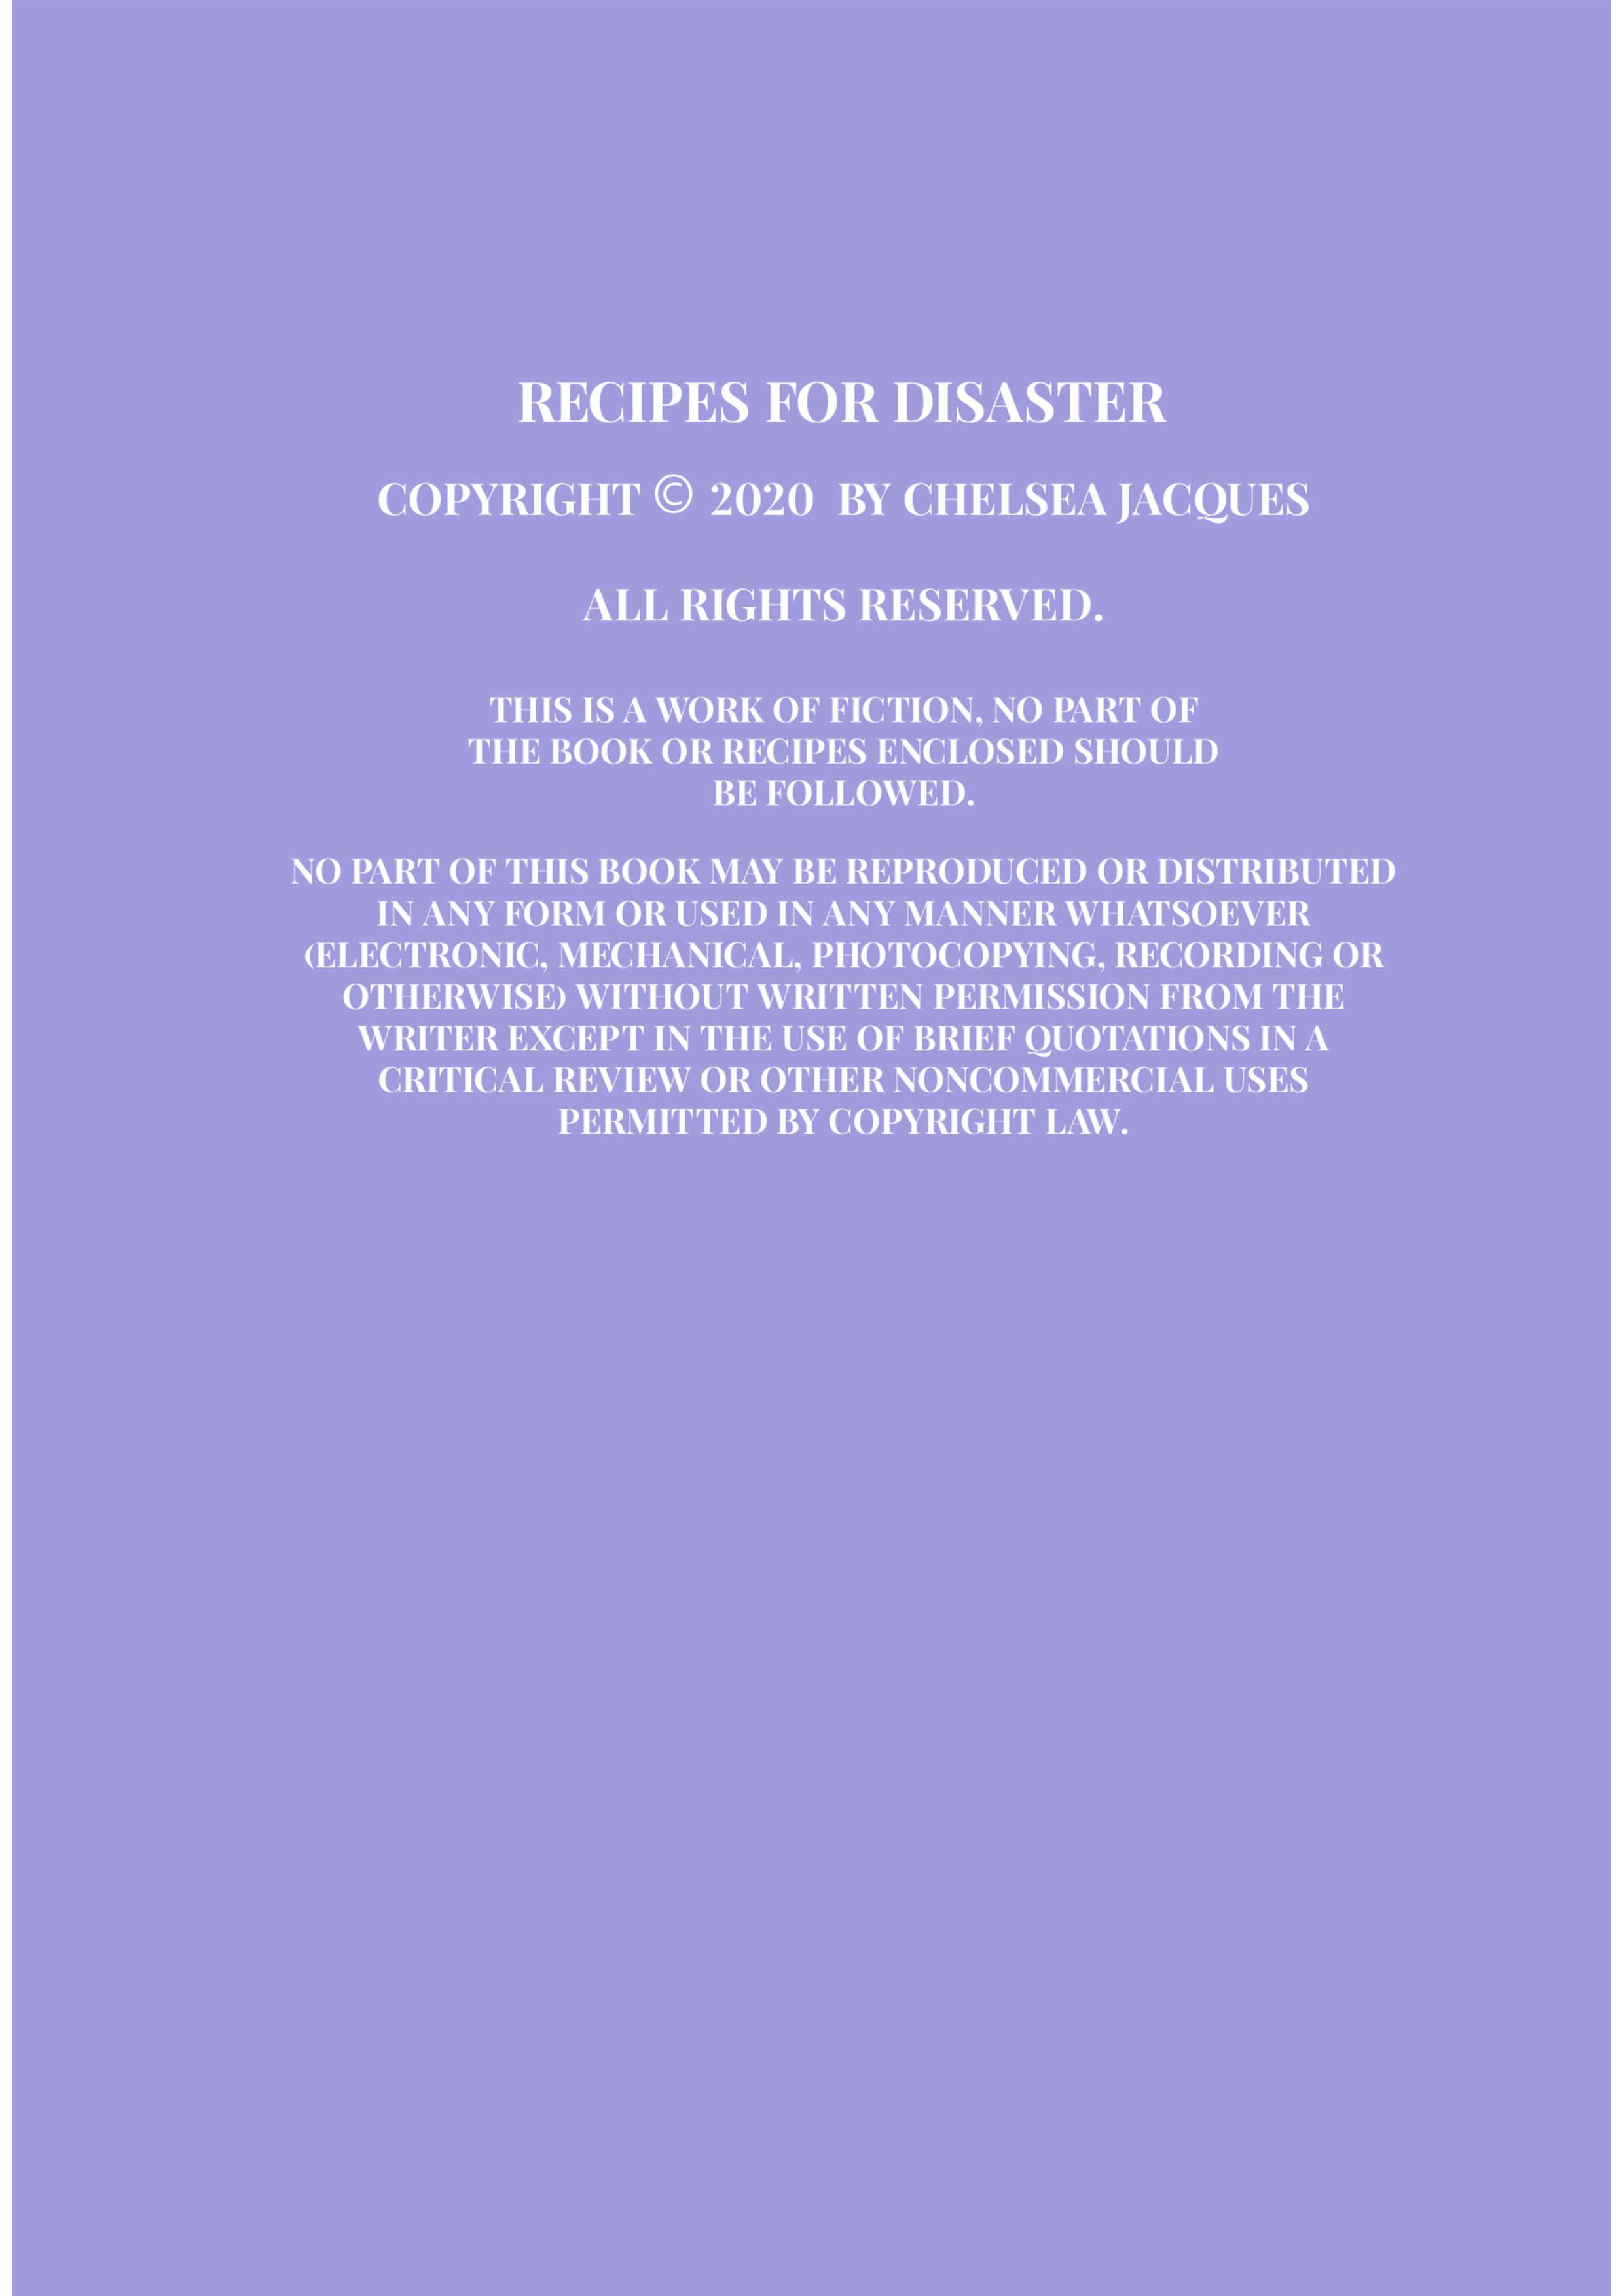 RECIPES FOR DISASTER
COPYRIGHT © 2020 BY CHELSEA JACQUES
ALL RIGHTS RESERVED.
THIS IS A WORK OF FICTION, NO PART OF
THE BOOK OR RECIPES ENCLOSED SHOULD
BE FOLLOWED.
NO PART OF THIS BOOK MAY BE REPRODUCED OR DISTRIBUTED
IN ANY FORM OR USED IN ANY MANNER WHATSOEVER
(ELECTRONIC, MECHANICAL, PHOTOCOPYING, RECORDING OR
OTHERWISE) WITHOUT WRITTEN PERMISSION FROM THE
WRITER EXCEPT IN THE USE OF BRIEF QUOTATIONS IN A
CRITICAL REVIEW OR OTHER NONCOMMERCIAL USES
PERMITTED BY COPYRIGHT LAW.